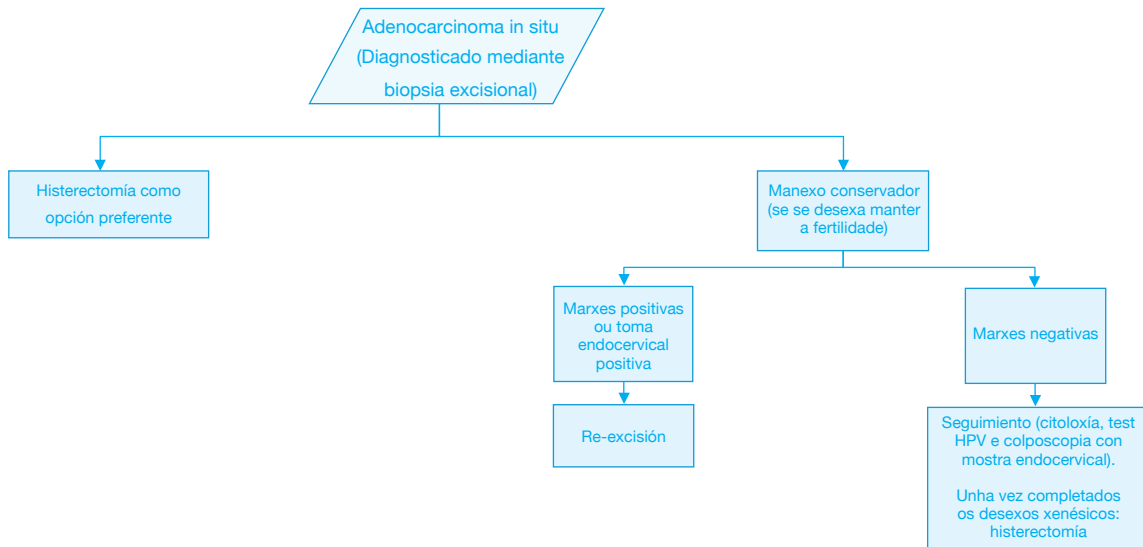 Adenocarcinoma in situ
(Diagnosticado mediante
biopsia excisional)
Histerectomía como
opción preferente
Manexo conservador
(se se desexa manter
a fertilidade)
Marxes positivas
ou toma
endocervical
positiva
Marxes negativas
Re-excisión
Seguimiento (citoloxía, test
HPV e colposcopia con
mostra endocervical).
Unha vez completados
os desexos xenésicos:
histerectomía